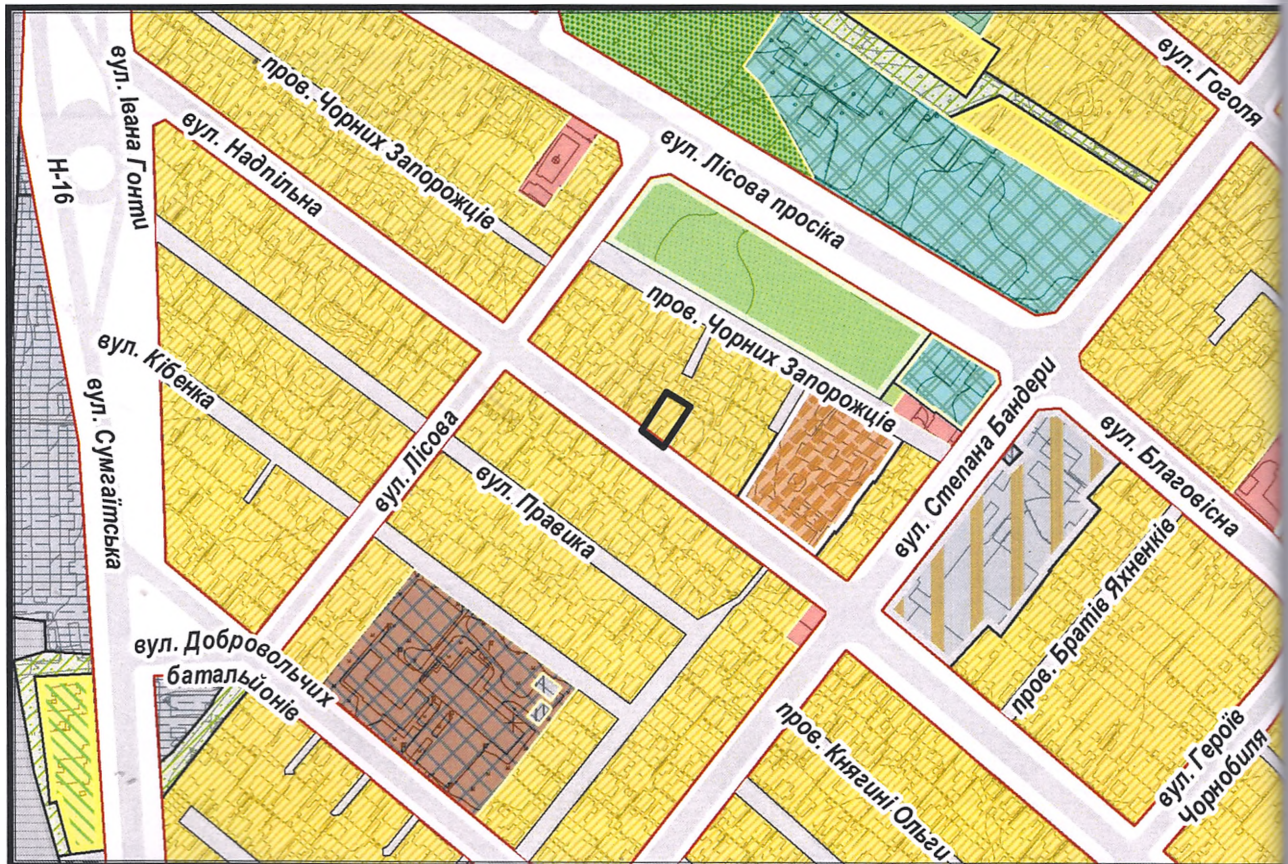 вул. Гоголя
вул. Івана Ґонти
пров. Чорних Запорожців
вул. Надпільна
вул. Лісова просіка
Н-16
пров. Чорних Запорожців
вул. Кібенка
вул. Сумгаїтська
вул. Лісова
вул. Правика
вул. Степана Бандери
вул. Благовісна
пров. Братів Яхненків
вул. Добровольчих
батальйонів
пров. Княгині Ольги
вул. Героїв
Чорнобиля